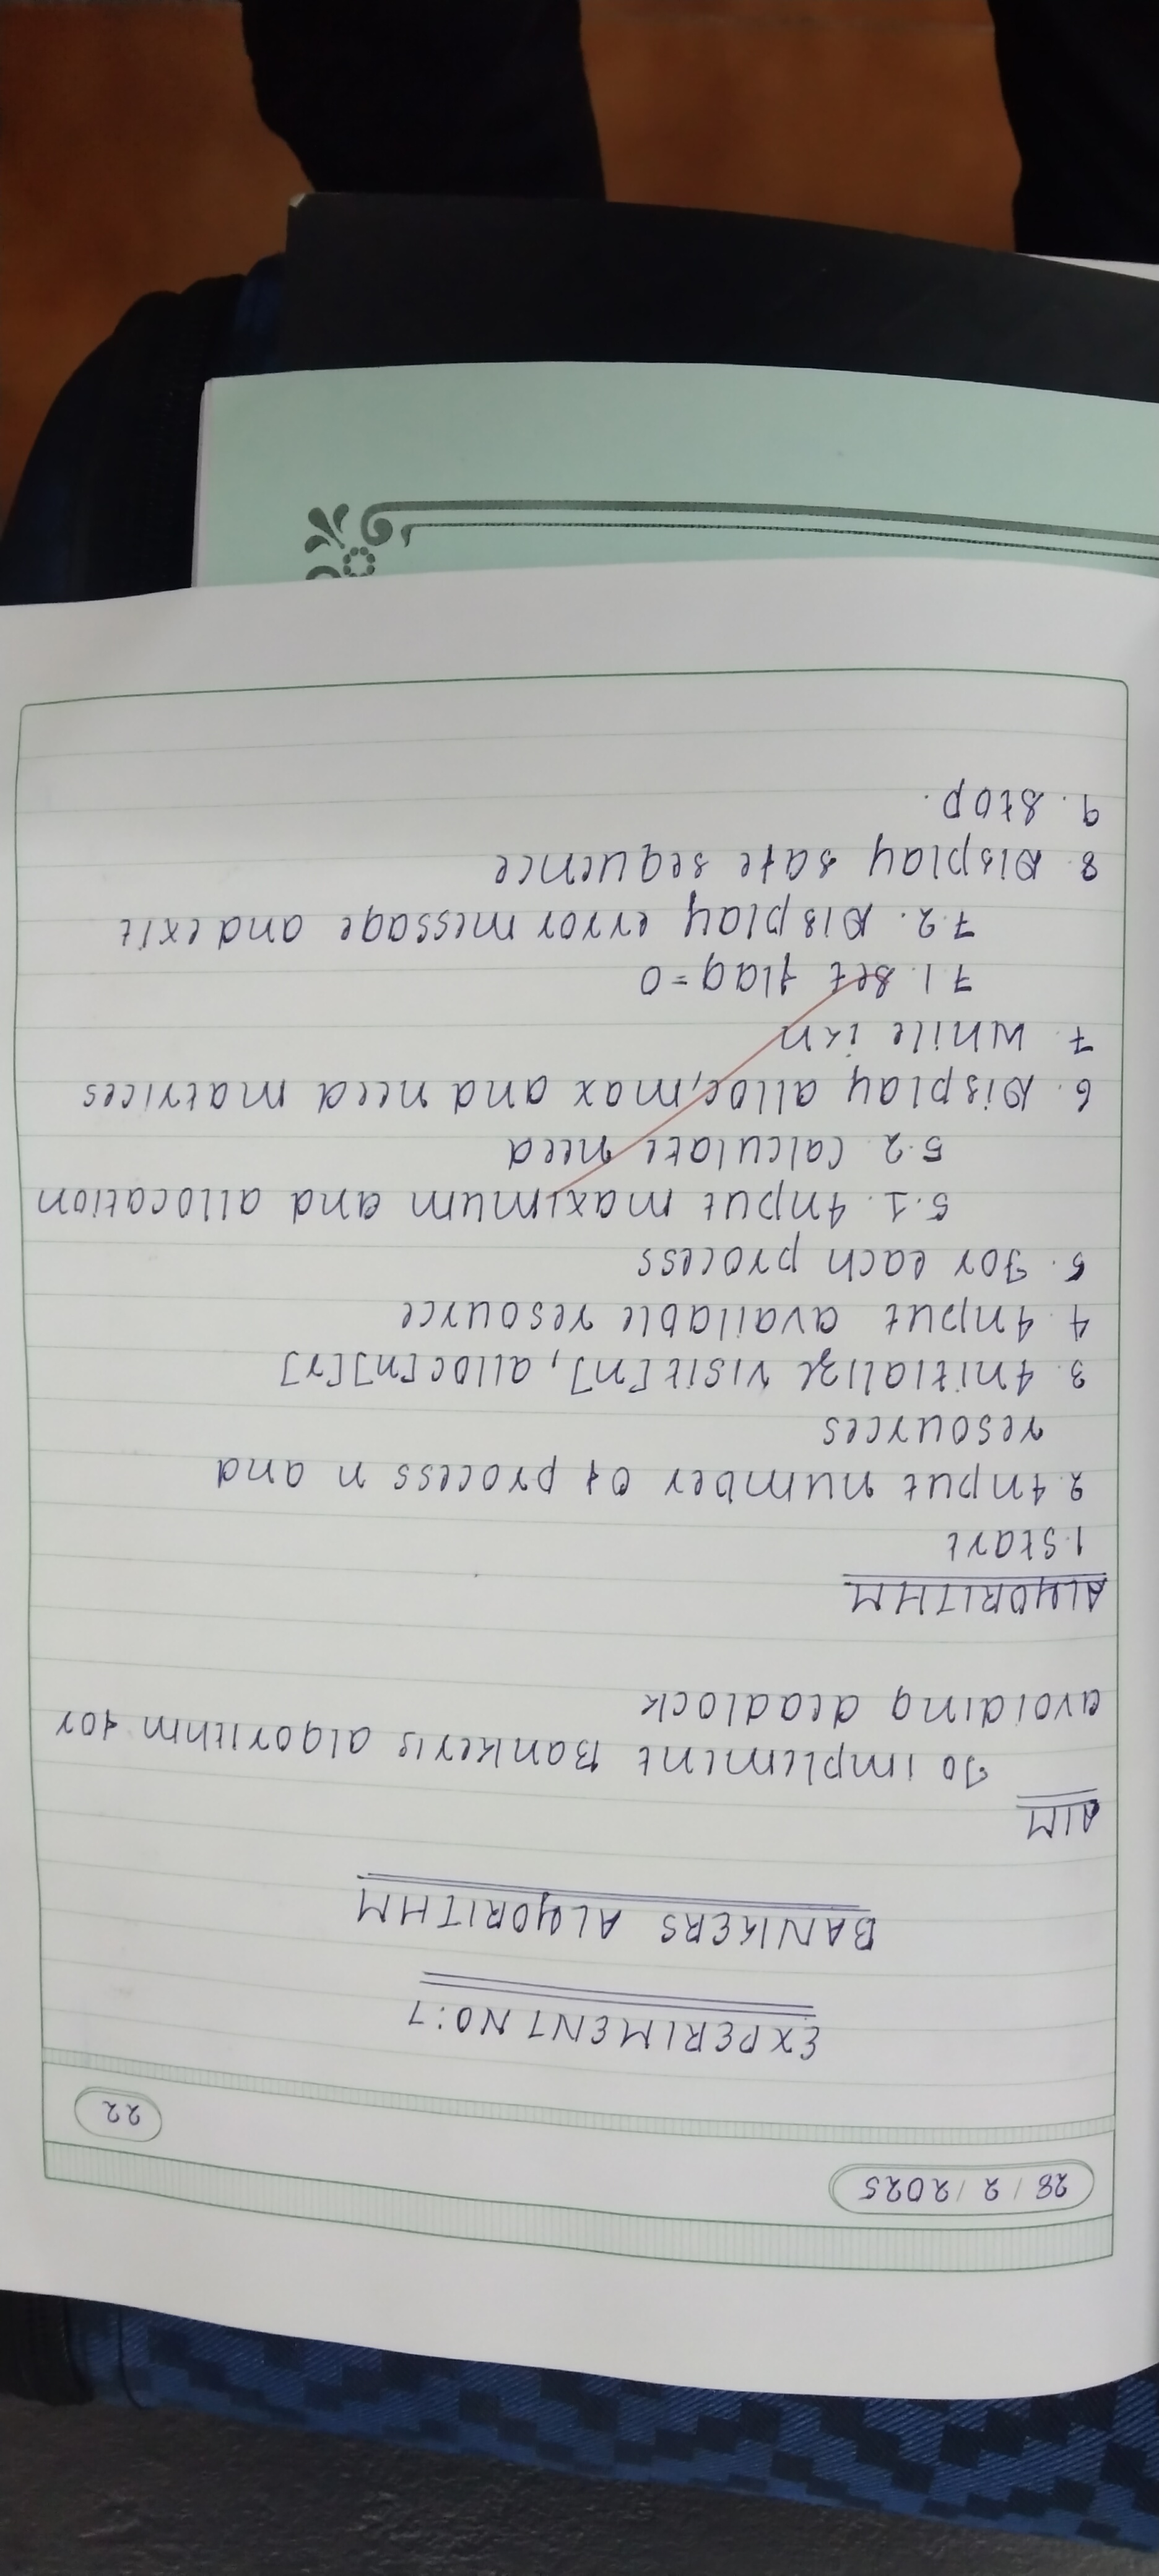 28/2/2025
22
EXPERIMENT NO:7
BANKERS ALGORITHM
AIM
To implement Banker's algorithm for
avoiding deadlock
ALGORITHM
1. Start
2. Input number of process n and
resources
3. Initialize visit[n], alloc[n][r]
4. Input available resource
5. For each process
5.1. Input maximum and allocation
5.2. Calculate need
6. Display alloc, max and need matrices
7. While i<n
7.1. Set flag=0
7.2. Display error message and exit
8. Display safe sequence
9. Stop.